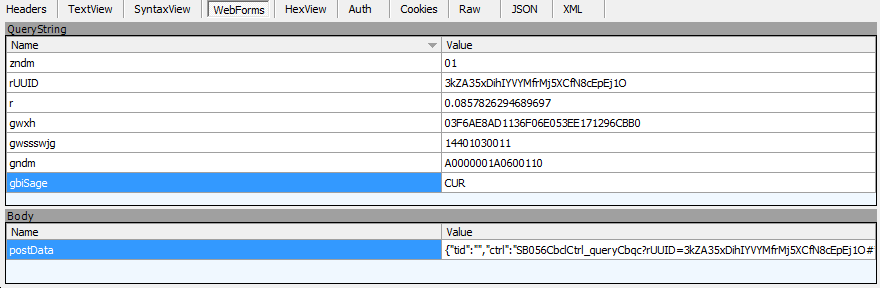 Headers TextView SyntaxView WebForms HexView Auth Cookies Raw JSON XML
QueryString
Name Value
zndm 01
rUUID 3kZA35xDihIYVYMfrMj5XCfN8cEpEj1O
r 0.0857826294689697
gwxh 03F6AE8AD1136F06E053EE171296CBB0
gwssswjg 14401030011
gndm A0000001A0600110
gbiSage CUR
Body
Name Value
postData {"tid":"","ctrl":"SB056CbclCtrl_queryCbqc?rUUID=3kZA35xDihIYVYMfrMj5XCfN8cEpEj1O#